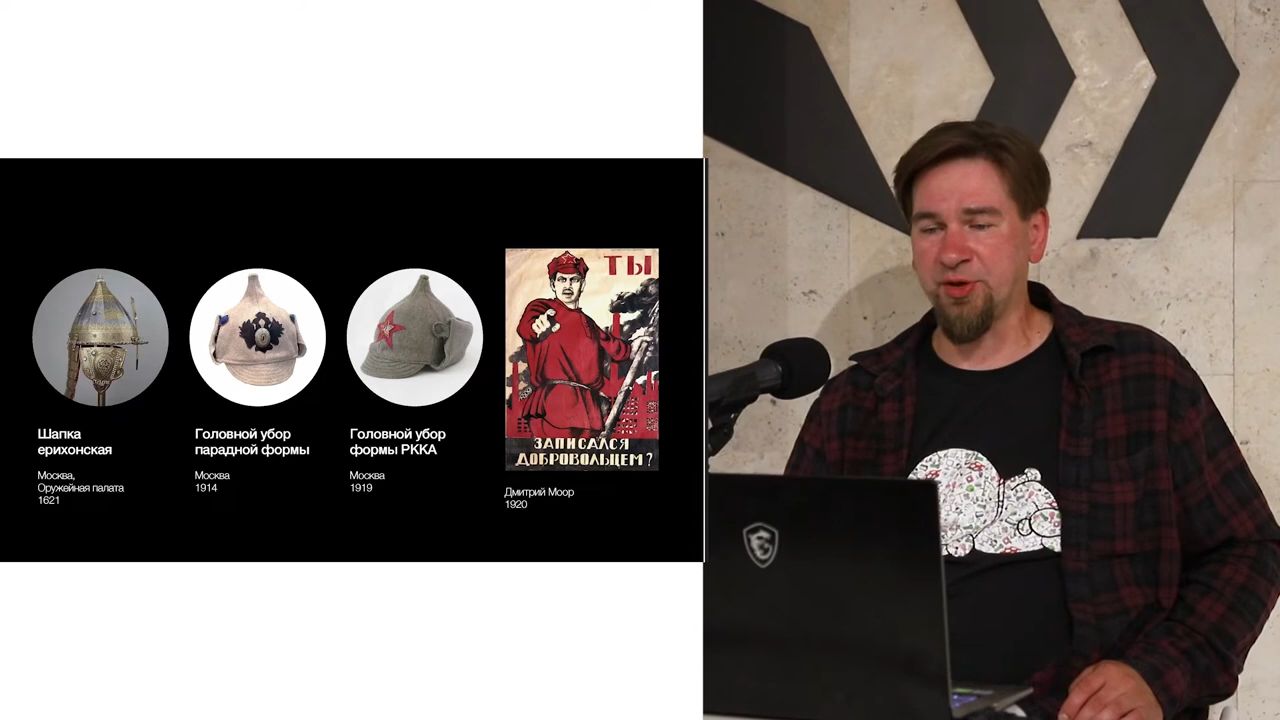 Шапка
ерихонская
Москва,
Оружейная палата
1621
Головной убор
парадной формы
Москва
1914
Головной убор
формы РККА
Москва
1919
ТЫ
ЗАПИСАЛСЯ
ДОБРОВОЛЬЦЕМ?
Дмитрий Моор
1920